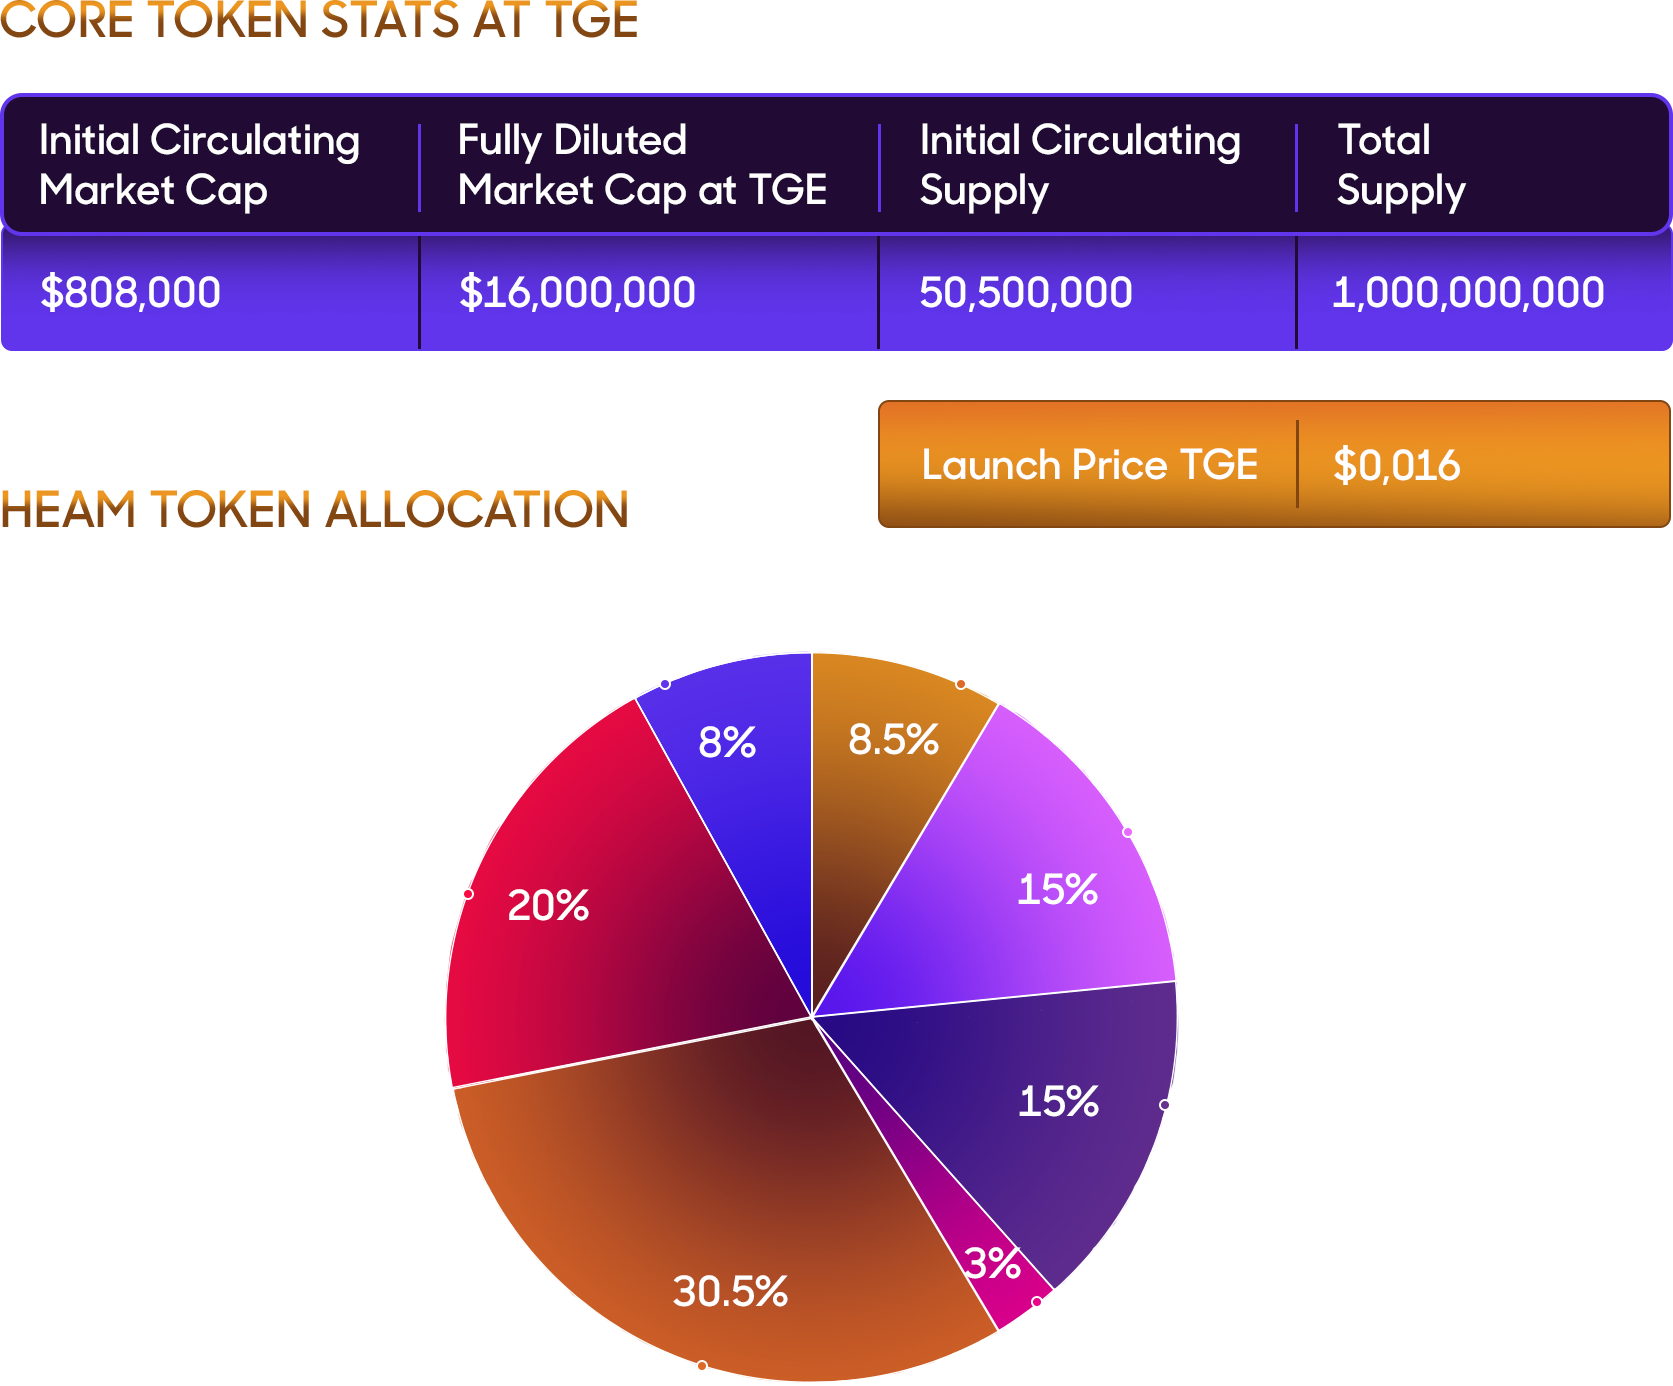 CORE TOKEN STATS AT TGE
Initial Circulating
Market Cap
Fully Diluted
Market Cap at TGE
Initial Circulating
Supply
Total
Supply
$808,000
$16,000,000
50,500,000
1,000,000,000
Launch Price TGE
$0,016
HEAM TOKEN ALLOCATION
8%
8.5%
15%
20%
15%
3%
30.5%